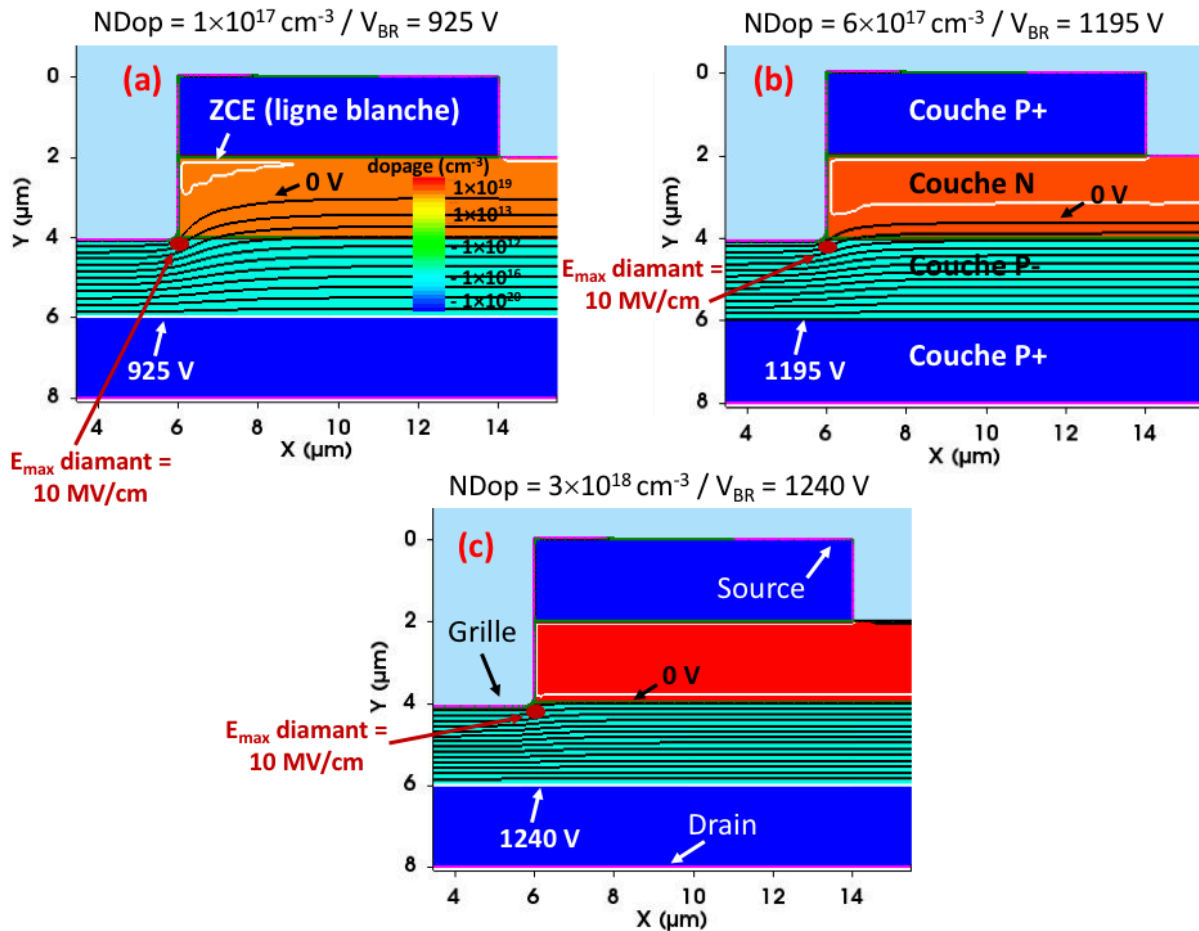 NDop = 1×10¹⁷ cm⁻³ / V_BR = 925 V
(a)
ZCE (ligne blanche)
dopage (cm⁻³)
1×10¹⁹
1×10¹³
- 1×10¹²
- 1×10¹⁶
- 1×10²⁰
0 V
925 V
E_max diamant =
10 MV/cm
Y (µm)
0
2
4
6
8
4
6
8
10
12
14
X (µm)
NDop = 6×10¹⁷ cm⁻³ / V_BR = 1195 V
(b)
Couche P+
Couche N
0 V
Couche P-
E_max diamant =
10 MV/cm
1195 V
Couche P+
Y (µm)
0
2
4
6
8
4
6
8
10
12
14
X (µm)
NDop = 3×10¹⁸ cm⁻³ / V_BR = 1240 V
(c)
Source
Grille
0 V
E_max diamant =
10 MV/cm
1240 V
Drain
Y (µm)
0
2
4
6
8
4
6
8
10
12
14
X (µm)